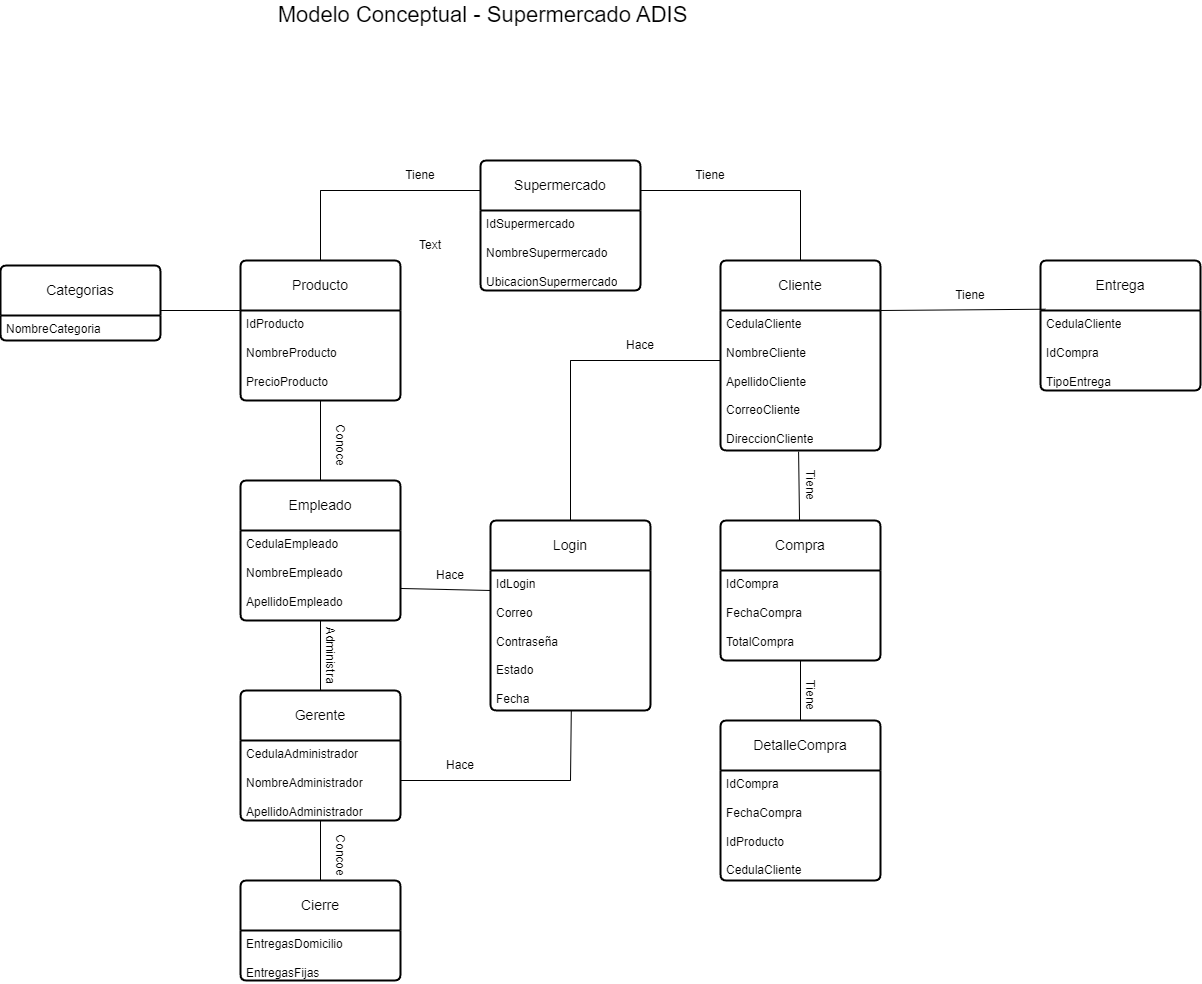 Modelo Conceptual - Supermercado ADIS
Tiene
Supermercado
IdSupermercado
NombreSupermercado
UbicacionSupermercado
Tiene
Text
Categorias
NombreCategoria
Producto
IdProducto
NombreProducto
PrecioProducto
Cliente
CedulaCliente
NombreCliente
ApellidoCliente
CorreoCliente
DireccionCliente
Tiene
Entrega
CedulaCliente
IdCompra
TipoEntrega
Hace
Conoce
Tiene
Empleado
CedulaEmpleado
NombreEmpleado
ApellidoEmpleado
Hace
Login
IdLogin
Correo
Contraseña
Estado
Fecha
Compra
IdCompra
FechaCompra
TotalCompra
Administra
Tiene
Gerente
CedulaAdministrador
NombreAdministrador
ApellidoAdministrador
Hace
DetalleCompra
IdCompra
FechaCompra
IdProducto
CedulaCliente
Concoe
Cierre
EntregasDomicilio
EntregasFijas